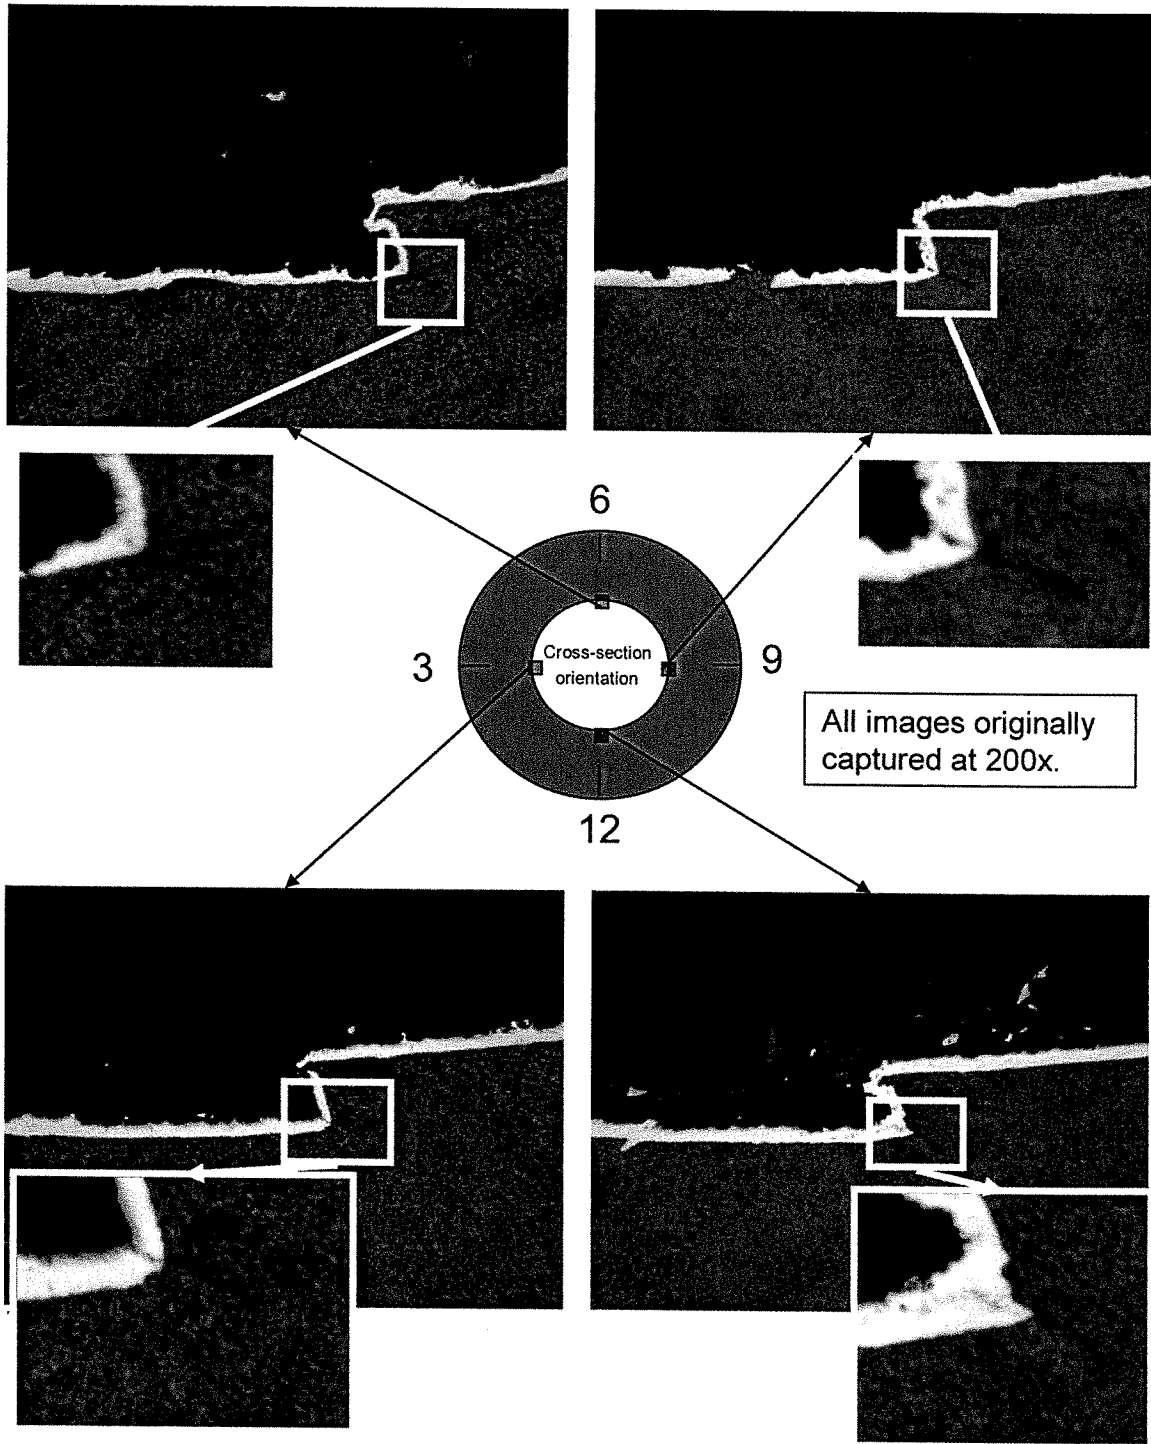 6
3
Cross-section
orientation
9
All images originally
captured at 200x.
12